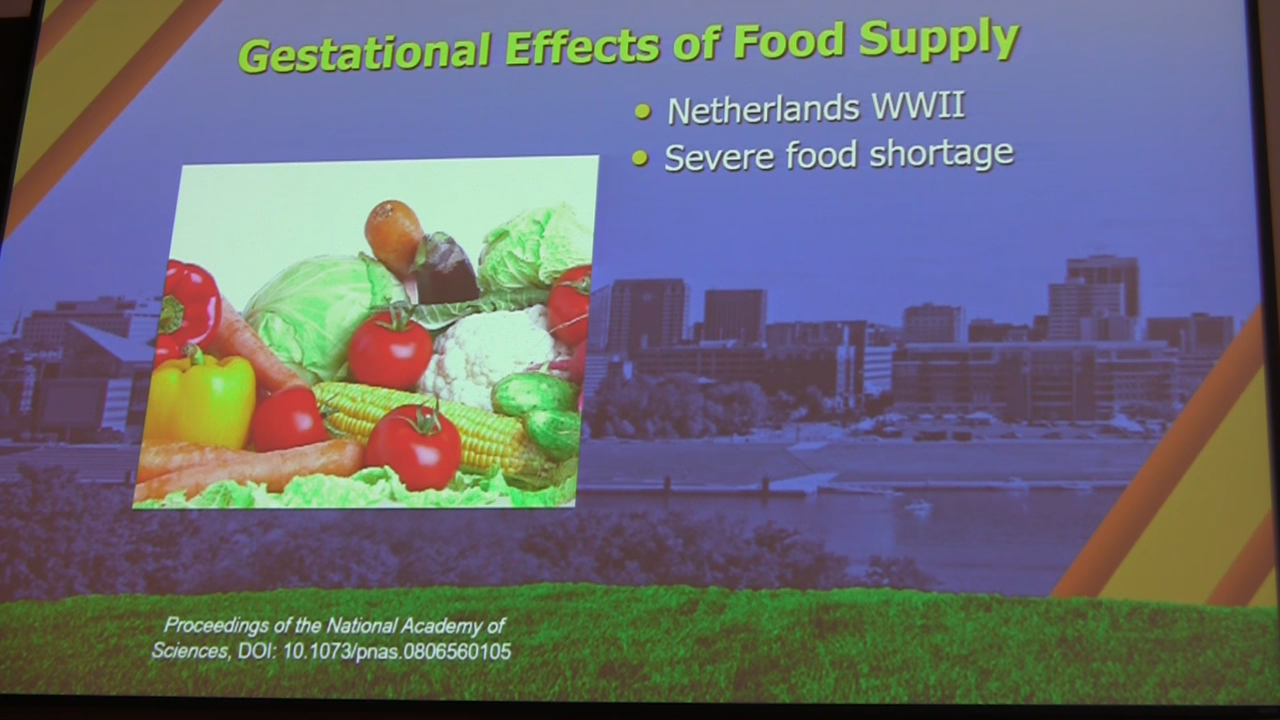 Gestational Effects of Food Supply
• Netherlands WWII
• Severe food shortage
Proceedings of the National Academy of
Sciences, DOI: 10.1073/pnas.0806560105